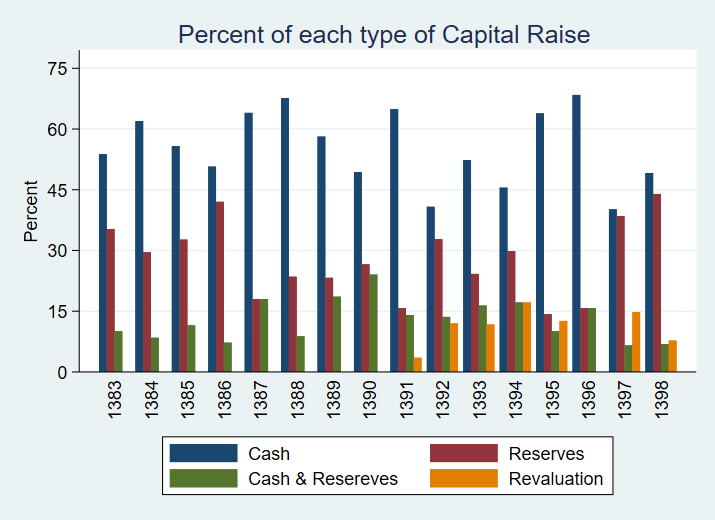 Percent of each type of Capital Raise
Percent
75
60
45
30
15
0
1383 1384 1385 1386 1387 1388 1389 1390 1391 1392 1393 1394 1395 1396 1397 1398
Cash Reserves
Cash & Resereves Revaluation